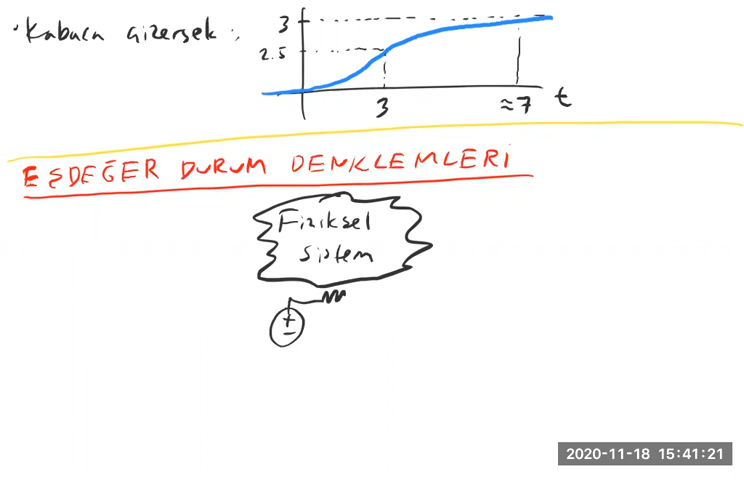 • Kabaca çizersek :
3
2.5
3 ≈7 t
EŞDEĞER DURUM DENKLEMLERİ
Fiziksel
Sistem
+
−
2020-11-18 15:41:21